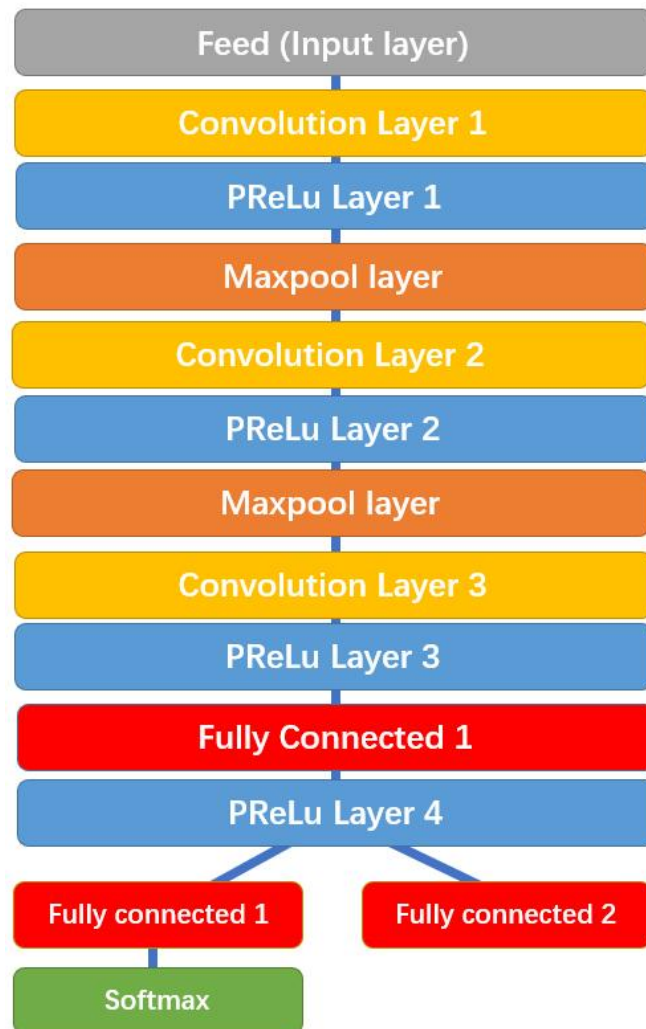 Feed (Input layer)
Convolution Layer 1
PReLu Layer 1
Maxpool layer
Convolution Layer 2
PReLu Layer 2
Maxpool layer
Convolution Layer 3
PReLu Layer 3
Fully Connected 1
PReLu Layer 4
Fully connected 1
Fully connected 2
Softmax